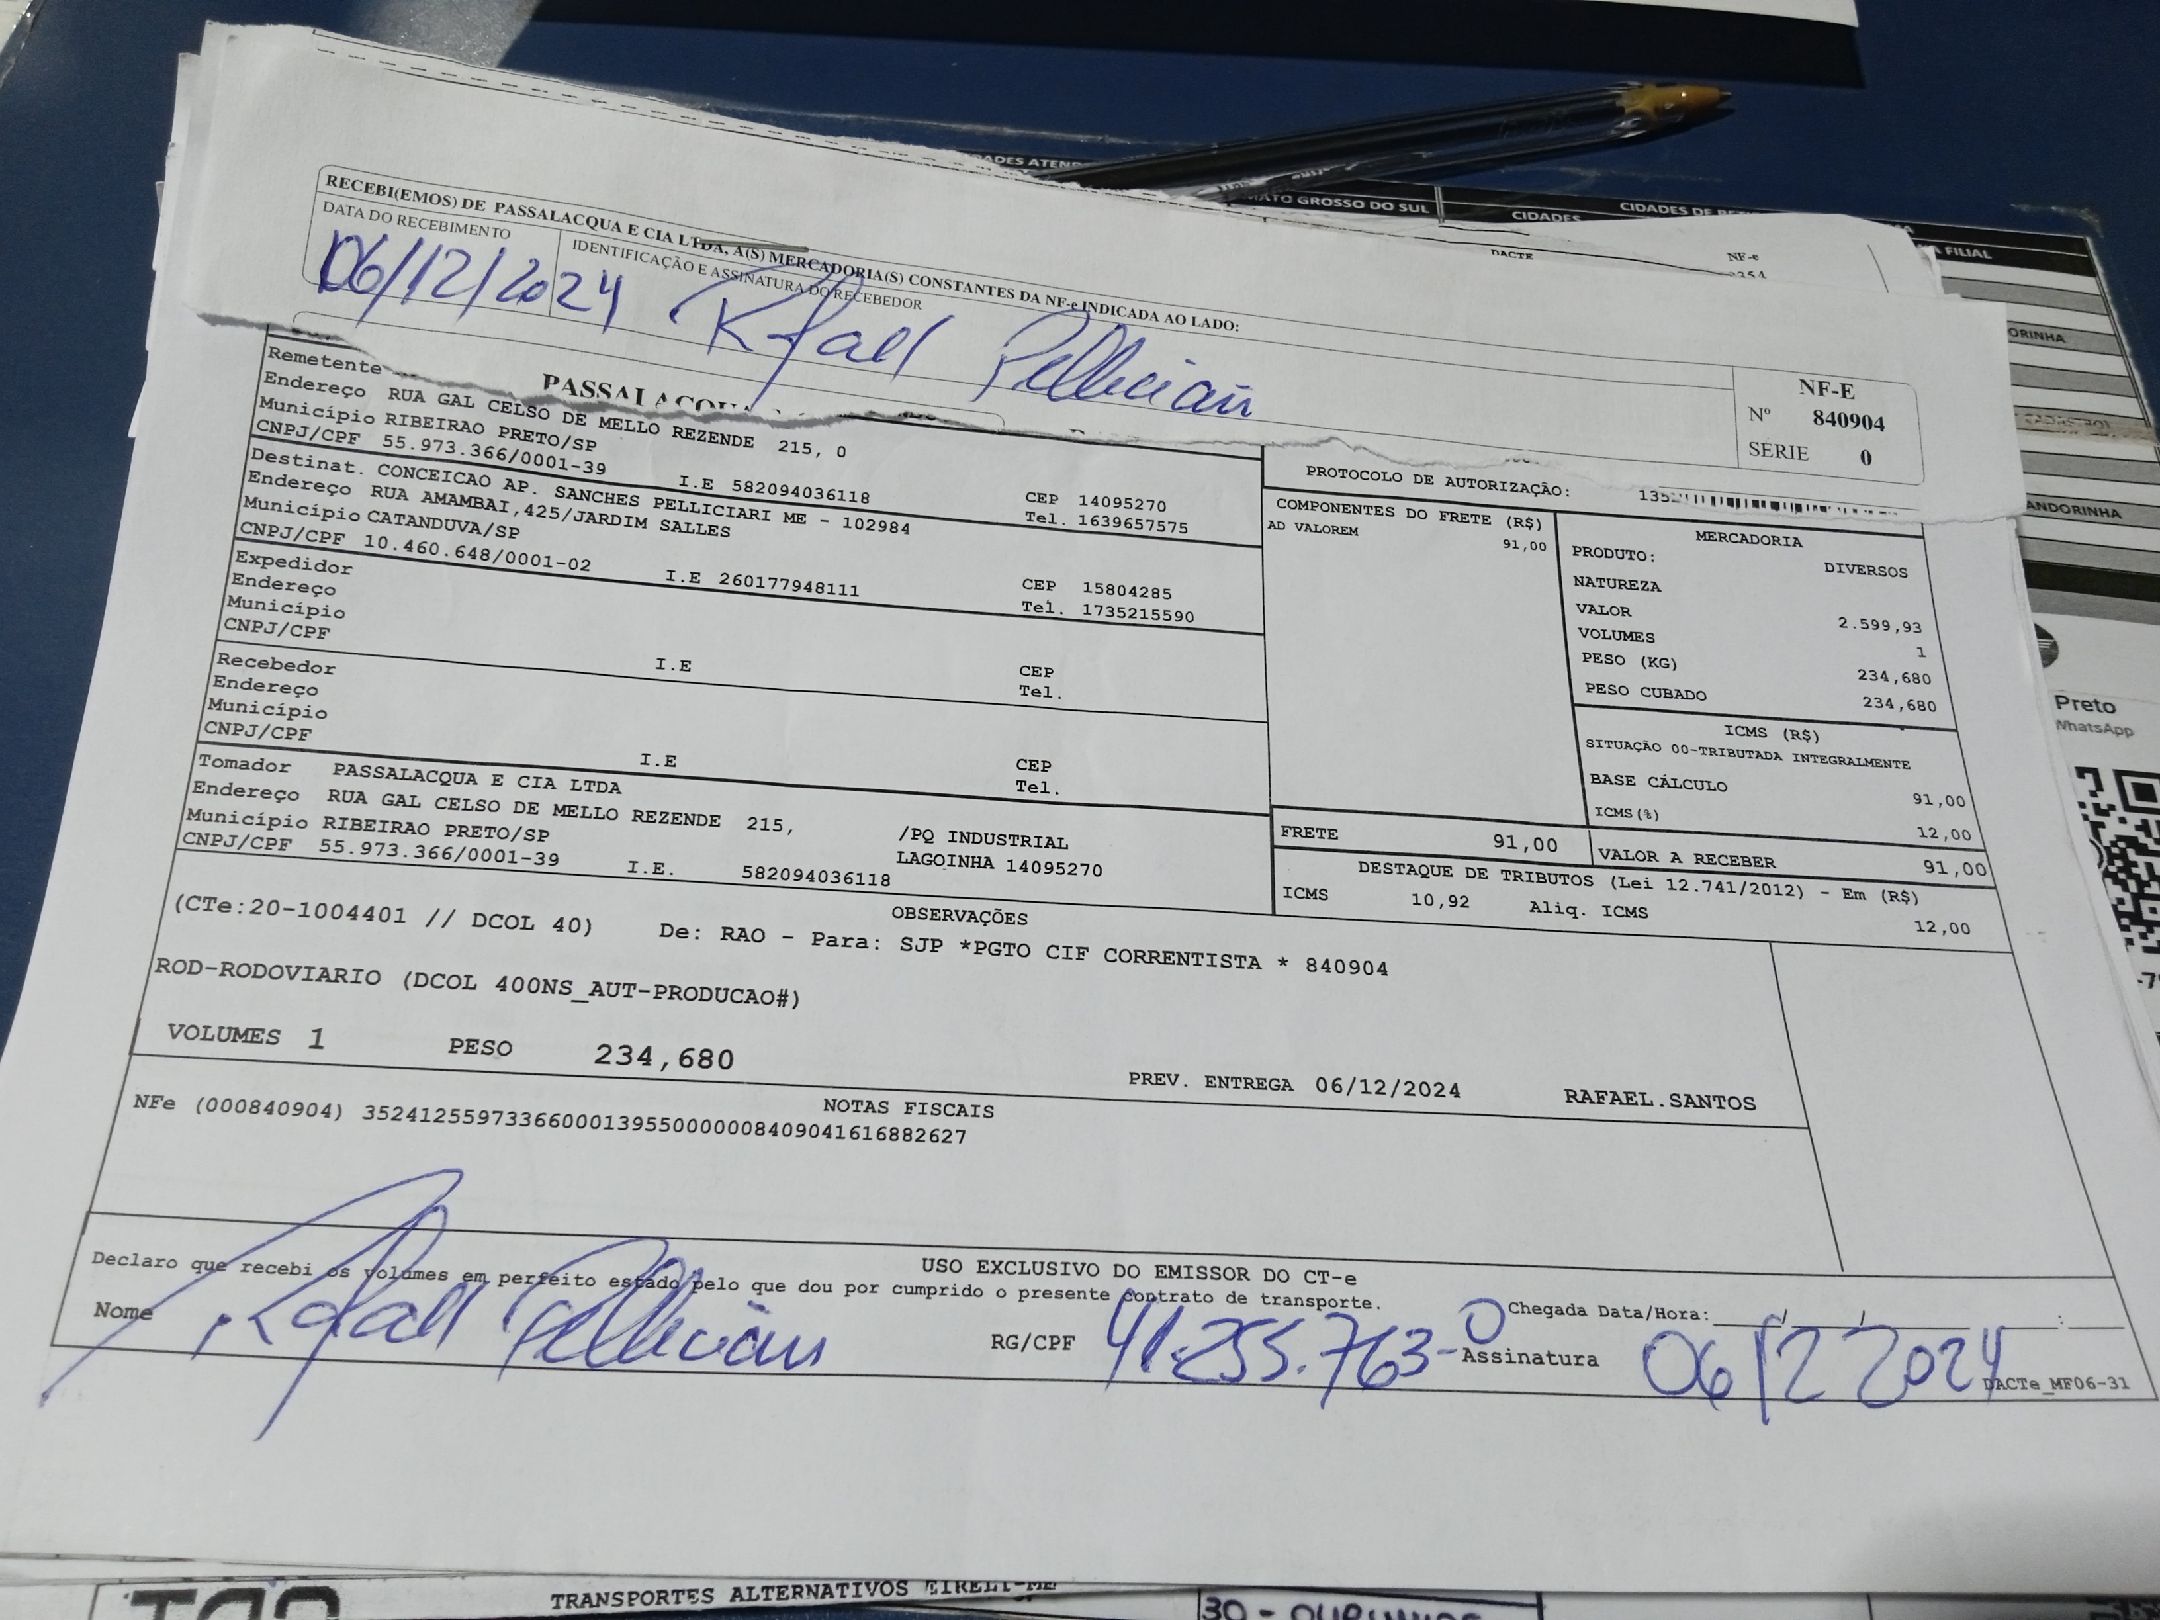 RECEBI(EMOS) DE PASSALACQUA E CIA LTDA, A(S) MERCADORIA(S) CONSTANTES DA NF-e INDICADA AO LADO:
DATA DO RECEBIMENTO
IDENTIFICAÇÃO E ASSINATURA DO RECEBEDOR
06/12/2024
Rafael Pelliciari
NF-E
Nº 840904
SÉRIE 0
PASSALACQUA
Remetente
Endereço RUA GAL CELSO DE MELLO REZENDE 215, 0
Município RIBEIRAO PRETO/SP
CNPJ/CPF 55.973.366/0001-39 I.E 582094036118
CEP 14095270
Tel. 1639657575
Destinat. CONCEICAO AP. SANCHES PELLICIARI ME - 102984
Endereço RUA AMAMBAI,425/JARDIM SALLES
Município CATANDUVA/SP
CNPJ/CPF 10.460.648/0001-02 I.E 260177948111
CEP 15804285
Tel. 1735215590
Expedidor
Endereço
Município
CNPJ/CPF
I.E
CEP
Tel.
Recebedor
Endereço
Município
CNPJ/CPF
I.E
CEP
Tel.
Tomador PASSALACQUA E CIA LTDA
Endereço RUA GAL CELSO DE MELLO REZENDE 215, /PQ INDUSTRIAL
Município RIBEIRAO PRETO/SP LAGOINHA 14095270
CNPJ/CPF 55.973.366/0001-39 I.E. 582094036118
PROTOCOLO DE AUTORIZAÇÃO: 135
COMPONENTES DO FRETE (R$)
AD VALOREM 91,00
MERCADORIA
PRODUTO: DIVERSOS
NATUREZA
VALOR 2.599,93
VOLUMES 1
PESO (KG) 234,680
PESO CUBADO 234,680
ICMS (R$)
SITUAÇÃO 00-TRIBUTADA INTEGRALMENTE
BASE CÁLCULO 91,00
ICMS(%) 12,00
FRETE 91,00
VALOR A RECEBER 91,00
DESTAQUE DE TRIBUTOS (Lei 12.741/2012) - Em (R$)
ICMS 10,92 Aliq. ICMS 12,00
OBSERVAÇÕES
(CTe:20-1004401 // DCOL 40) De: RAO - Para: SJP *PGTO CIF CORRENTISTA * 840904
ROD-RODOVIARIO (DCOL 400NS_AUT-PRODUCAO#)
VOLUMES 1 PESO 234,680
PREV. ENTREGA 06/12/2024 RAFAEL.SANTOS
NOTAS FISCAIS
NFe (000840904) 35241255973366000139550000008409041616882627
USO EXCLUSIVO DO EMISSOR DO CT-e
Declaro que recebi os volumes em perfeito estado pelo que dou por cumprido o presente contrato de transporte.
Nome Rafael Pelliciari
RG/CPF 41.255.763-0
Chegada Data/Hora: / / :
Assinatura 06/12 2024
DACTe_MF06-31
TRANSPORTES ALTERNATIVOS EIRELI-ME
MATO GROSSO DO SUL
CIDADES
DACTE
NF-e
FILIAL
Preto
WhatsApp